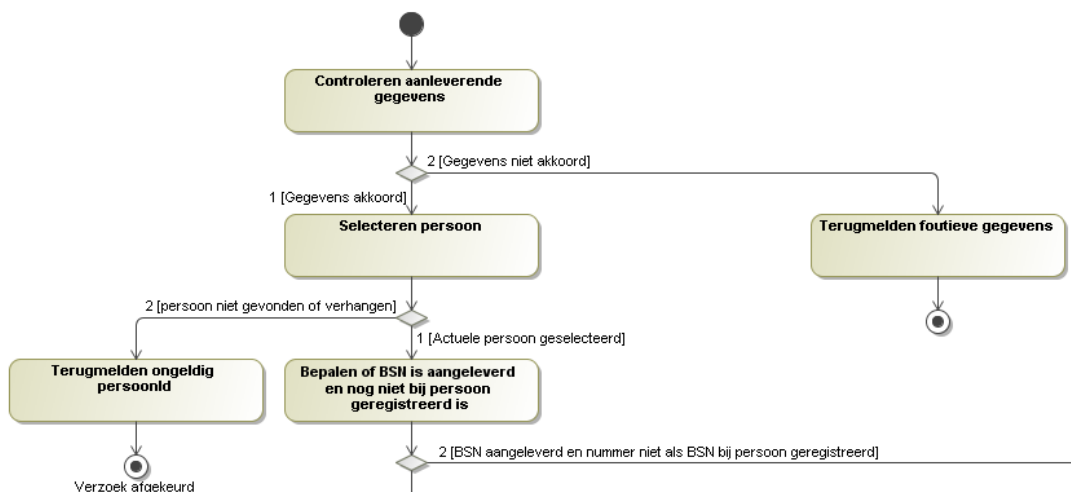 Controleren aanleverende
gegevens
2 [Gegevens niet akkoord]
1 [Gegevens akkoord]
Selecteren persoon
Terugmelden foutieve gegevens
2 [persoon niet gevonden of verhangen]
1 [Actuele persoon geselecteerd]
Terugmelden ongeldig
persoonId
Bepalen of BSN is aangeleverd
en nog niet bij persoon
geregistreerd is
2 [BSN aangeleverd en nummer niet als BSN bij persoon geregistreerd]
Verzoek afgekeurd